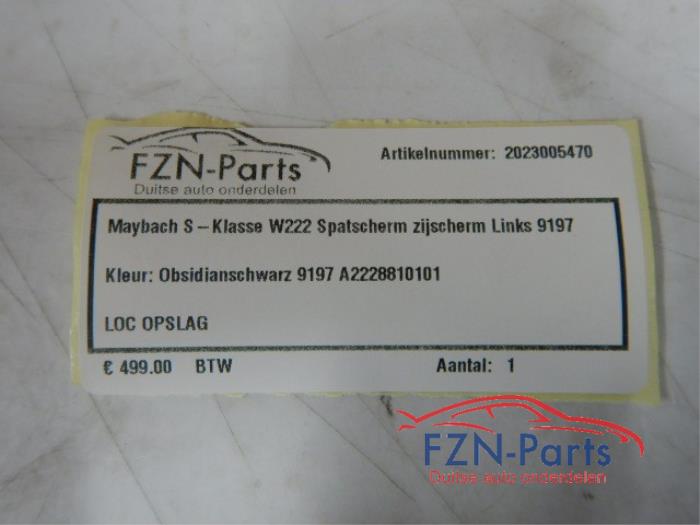 FZN-Parts
Duitse auto onderdelen
Artikelnummer: 2023005470
Maybach S – Klasse W222 Spatscherm zijscherm Links 9197
Kleur: Obsidianschwarz 9197 A2228810101
LOC OPSLAG
€ 499.00 BTW Aantal: 1
FZN-Parts
Duitse auto onderdelen